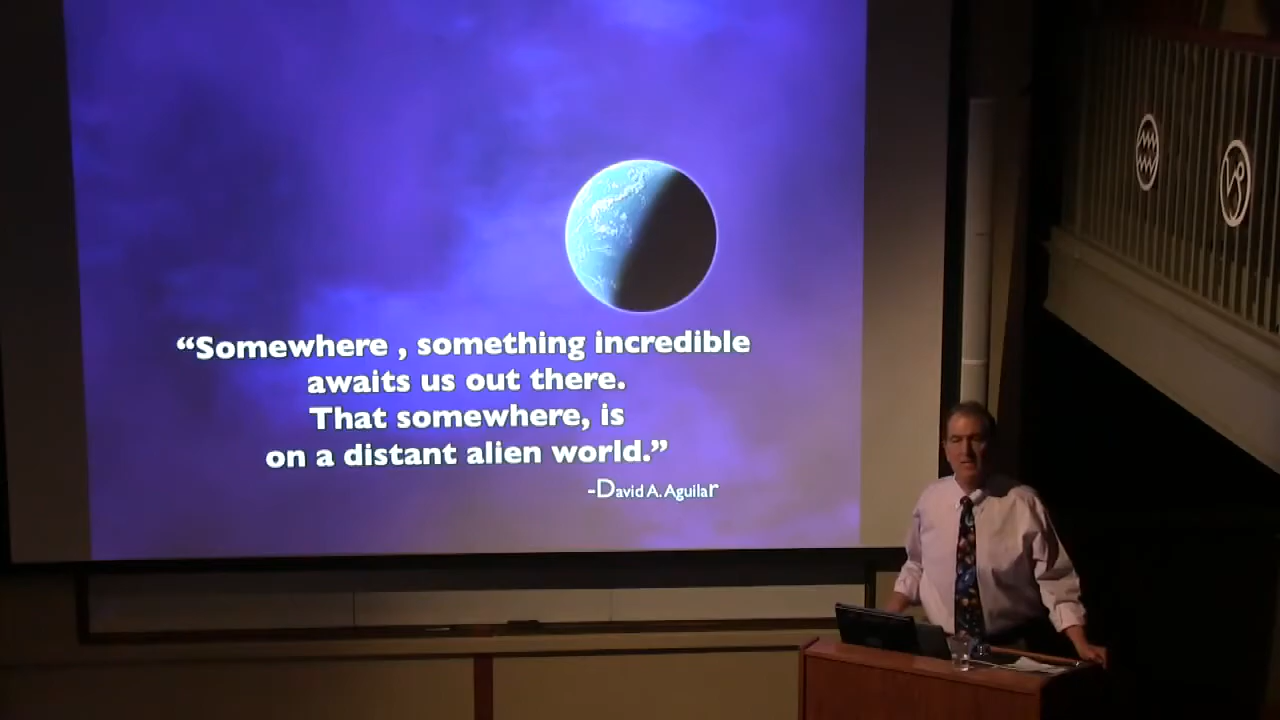 “Somewhere , something incredible
awaits us out there.
That somewhere, is
on a distant alien world.”
-David A. Aguilar